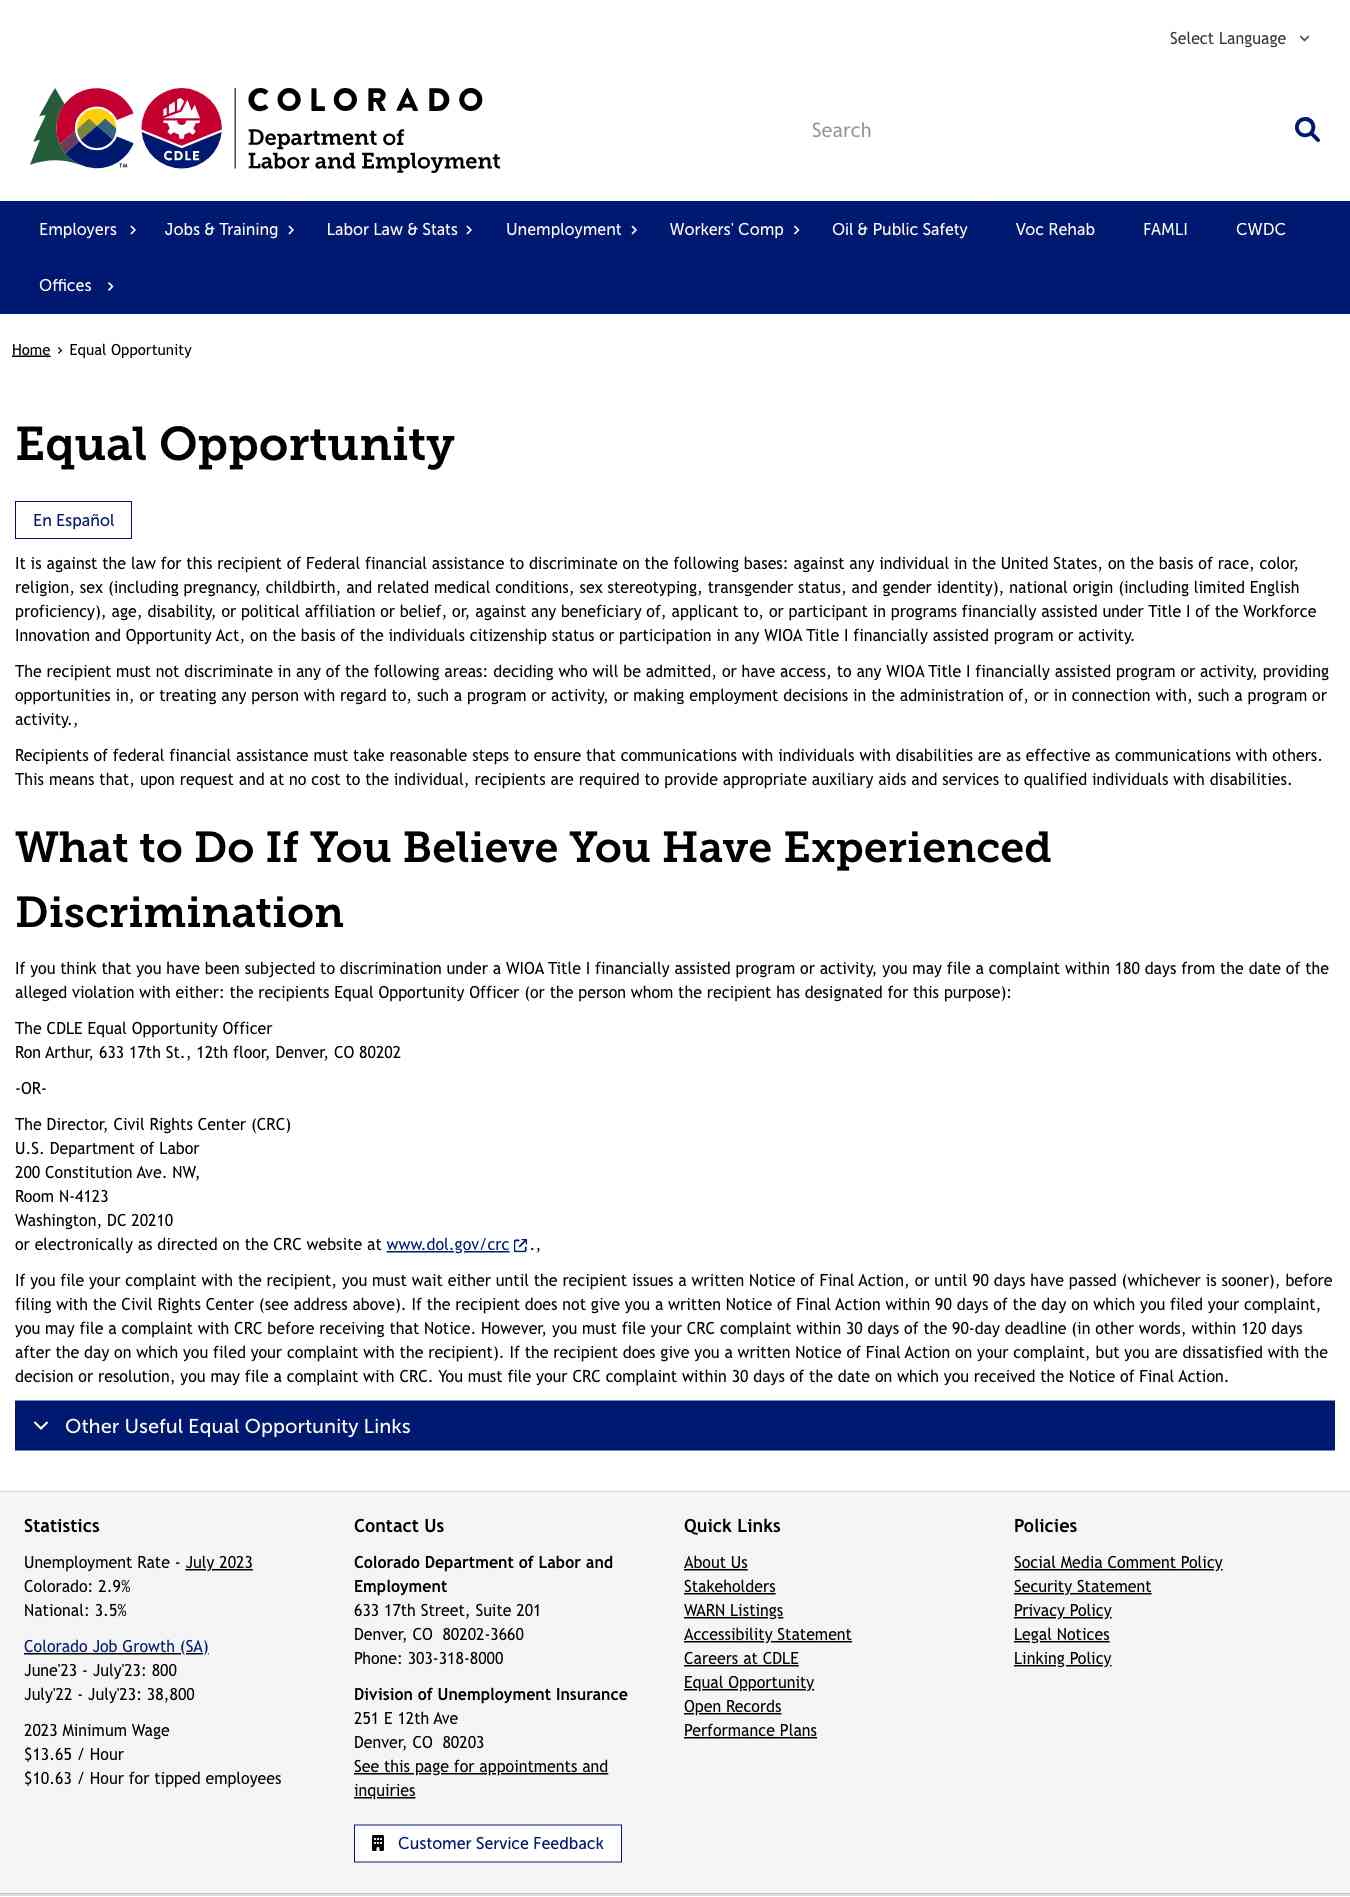 Select Language
COLORADO
Department of
Labor and Employment
CDLE
TM
Search
Employers Jobs & Training Labor Law & Stats Unemployment Workers' Comp Oil & Public Safety Voc Rehab FAMLI CWDC
Offices
Home › Equal Opportunity
Equal Opportunity
En Español
It is against the law for this recipient of Federal financial assistance to discriminate on the following bases: against any individual in the United States, on the basis of race, color,
religion, sex (including pregnancy, childbirth, and related medical conditions, sex stereotyping, transgender status, and gender identity), national origin (including limited English
proficiency), age, disability, or political affiliation or belief, or, against any beneficiary of, applicant to, or participant in programs financially assisted under Title I of the Workforce
Innovation and Opportunity Act, on the basis of the individuals citizenship status or participation in any WIOA Title I financially assisted program or activity.
The recipient must not discriminate in any of the following areas: deciding who will be admitted, or have access, to any WIOA Title I financially assisted program or activity, providing
opportunities in, or treating any person with regard to, such a program or activity, or making employment decisions in the administration of, or in connection with, such a program or
activity.,
Recipients of federal financial assistance must take reasonable steps to ensure that communications with individuals with disabilities are as effective as communications with others.
This means that, upon request and at no cost to the individual, recipients are required to provide appropriate auxiliary aids and services to qualified individuals with disabilities.
What to Do If You Believe You Have Experienced
Discrimination
If you think that you have been subjected to discrimination under a WIOA Title I financially assisted program or activity, you may file a complaint within 180 days from the date of the
alleged violation with either: the recipients Equal Opportunity Officer (or the person whom the recipient has designated for this purpose):
The CDLE Equal Opportunity Officer
Ron Arthur, 633 17th St., 12th floor, Denver, CO 80202
-OR-
The Director, Civil Rights Center (CRC)
U.S. Department of Labor
200 Constitution Ave. NW,
Room N-4123
Washington, DC 20210
or electronically as directed on the CRC website at www.dol.gov/crc .,
If you file your complaint with the recipient, you must wait either until the recipient issues a written Notice of Final Action, or until 90 days have passed (whichever is sooner), before
filing with the Civil Rights Center (see address above). If the recipient does not give you a written Notice of Final Action within 90 days of the day on which you filed your complaint,
you may file a complaint with CRC before receiving that Notice. However, you must file your CRC complaint within 30 days of the 90-day deadline (in other words, within 120 days
after the day on which you filed your complaint with the recipient). If the recipient does give you a written Notice of Final Action on your complaint, but you are dissatisfied with the
decision or resolution, you may file a complaint with CRC. You must file your CRC complaint within 30 days of the date on which you received the Notice of Final Action.
Other Useful Equal Opportunity Links
Statistics
Unemployment Rate - July 2023
Colorado: 2.9%
National: 3.5%
Colorado Job Growth (SA)
June'23 - July'23: 800
July'22 - July'23: 38,800
2023 Minimum Wage
$13.65 / Hour
$10.63 / Hour for tipped employees
Contact Us
Colorado Department of Labor and
Employment
633 17th Street, Suite 201
Denver, CO 80202-3660
Phone: 303-318-8000
Division of Unemployment Insurance
251 E 12th Ave
Denver, CO 80203
See this page for appointments and
inquiries
Customer Service Feedback
Quick Links
About Us
Stakeholders
WARN Listings
Accessibility Statement
Careers at CDLE
Equal Opportunity
Open Records
Performance Plans
Policies
Social Media Comment Policy
Security Statement
Privacy Policy
Legal Notices
Linking Policy